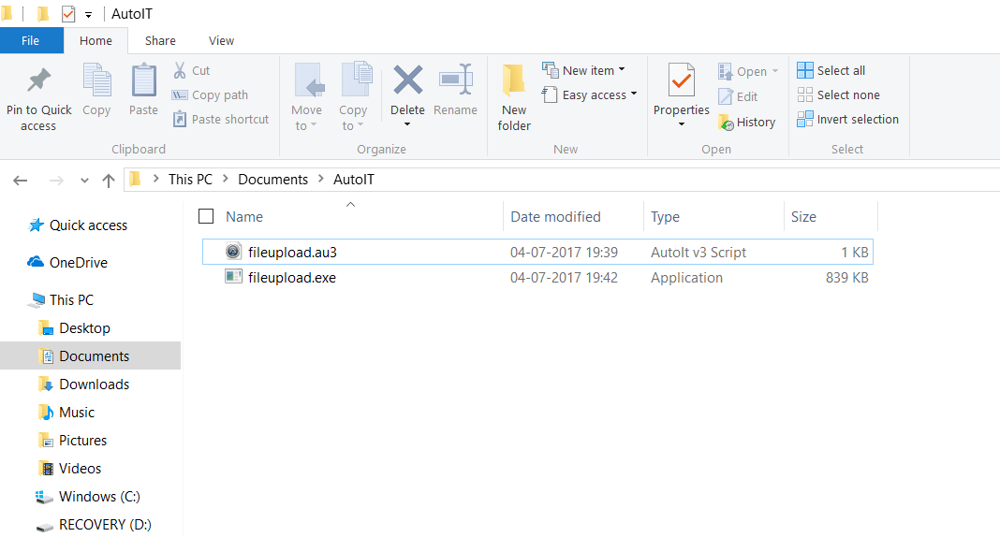 AutoIT
File Home Share View
Pin to Quick access
Copy
Paste
Cut
Copy path
Paste shortcut
Clipboard
Move to
Copy to
Delete
Rename
Organize
New folder
New item
Easy access
New
Properties
Open
Edit
History
Open
Select all
Select none
Invert selection
Select
This PC Documents AutoIT
Quick access
OneDrive
This PC
Desktop
Documents
Downloads
Music
Pictures
Videos
Windows (C:)
RECOVERY (D:)
Name Date modified Type Size
fileupload.au3 04-07-2017 19:39 AutoIt v3 Script 1 KB
fileupload.exe 04-07-2017 19:42 Application 839 KB